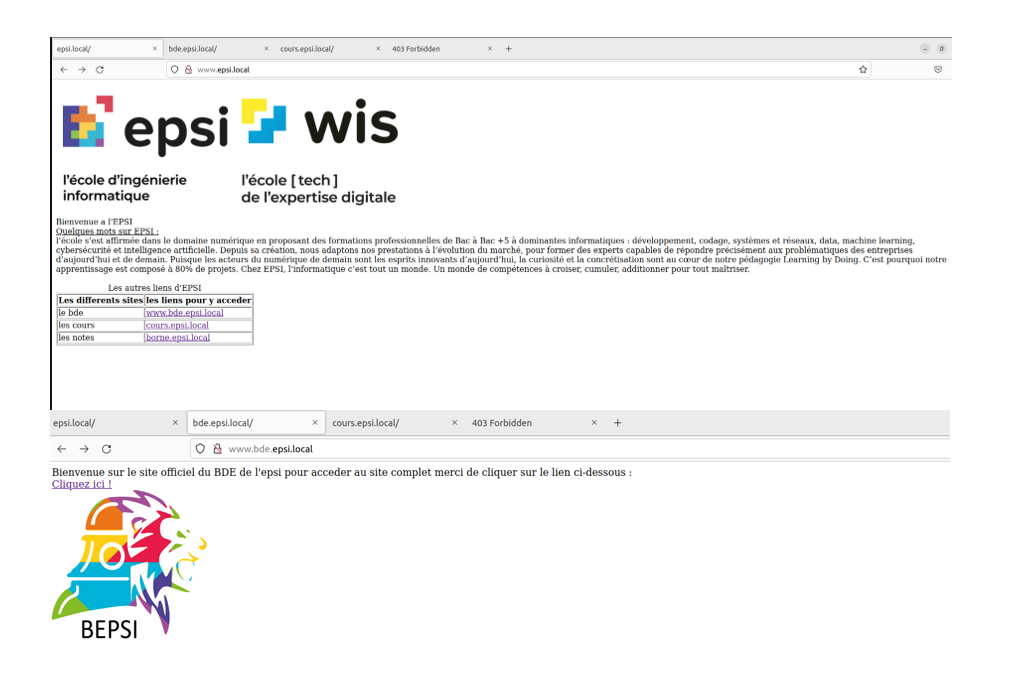 epsi.local/ × bde.epsi.local/ × cours.epsi.local/ × 403 Forbidden × +
www.epsi.local
epsi wis
l'école d'ingénierie
informatique
l'école [ tech ]
de l'expertise digitale
Bienvenue a l'EPSI
Quelques mots sur EPSI :
l'école s'est affirmée dans le domaine numérique en proposant des formations professionnelles de Bac à Bac +5 à dominantes informatiques : développement, codage, systèmes et réseaux, data, machine learning,
cybersécurité et intelligence artificielle. Depuis sa création, nous adaptons nos prestations à l'évolution du marché, pour former des experts capables de répondre précisément aux problématiques des entreprises
d'aujourd'hui et de demain. Puisque les acteurs du numérique de demain sont les esprits innovants d'aujourd'hui, la curiosité et la concrétisation sont au cœur de notre pédagogie Learning by Doing. C'est pourquoi notre
apprentissage est composé à 80% de projets. Chez EPSI, l'informatique c'est tout un monde. Un monde de compétences à croiser, cumuler, additionner pour tout maîtriser.
Les autres liens d'EPSI
Les differents sites les liens pour y acceder
le bde www.bde.epsi.local
les cours cours.epsi.local
les notes borne.epsi.local
epsi.local/ × bde.epsi.local/ × cours.epsi.local/ × 403 Forbidden × +
www.bde.epsi.local
Bienvenue sur le site officiel du BDE de l'epsi pour acceder au site complet merci de cliquer sur le lien ci-dessous :
Cliquez ici !
BEPSI